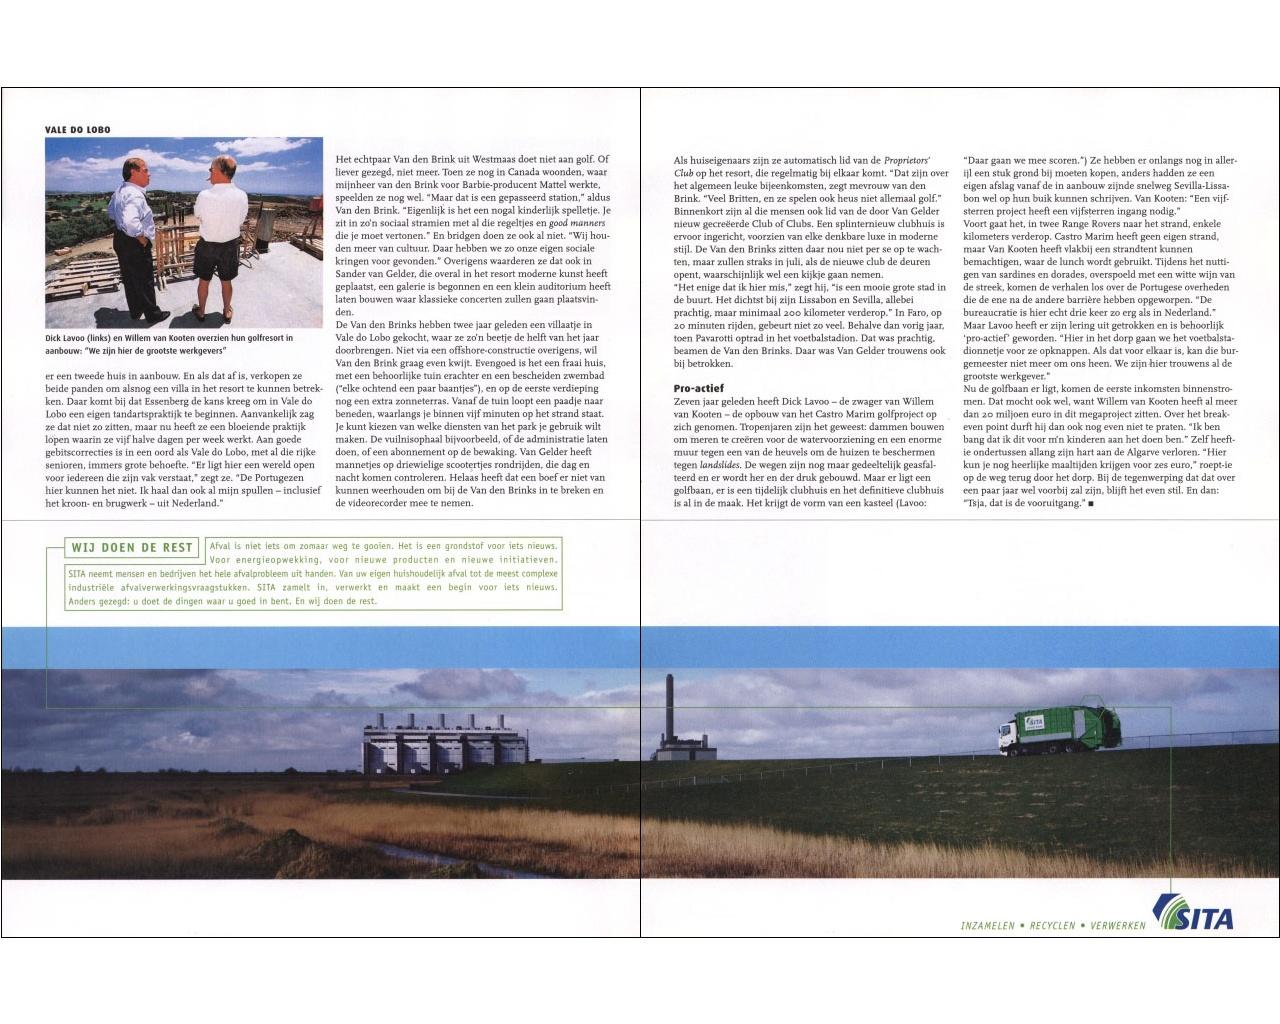 VALE DO LOBO
Dick Lavoo (links) en Willem van Kooten overzien hun golfresort in
aanbouw: “We zijn hier de grootste werkgevers”
er een tweede huis in aanbouw. En als dat af is, verkopen ze
beide panden om alsnog een villa in het resort te kunnen betrek-
ken. Daar komt bij dat Essenberg de kans kreeg om in Vale do
Lobo een eigen tandartspraktijk te beginnen. Aanvankelijk zag
ze dat niet zo zitten, maar nu heeft ze een bloeiende praktijk
lopen waarin ze vijf halve dagen per week werkt. Aan goede
gebitscorrecties is in een oord als Vale do Lobo, met al die rijke
senioren, immers grote behoefte. “Er ligt hier een wereld open
voor iedereen die zijn vak verstaat,” zegt ze. “De Portugezen
hier kunnen het niet. Ik haal dan ook al mijn spullen – inclusief
het kroon- en brugwerk – uit Nederland.”
Het echtpaar Van den Brink uit Westmaas doet niet aan golf. Of
liever gezegd, niet meer. Toen ze nog in Canada woonden, waar
mijnheer van den Brink voor Barbie-producent Mattel werkte,
speelden ze nog wel. “Maar dat is een gepasseerd station,” aldus
Van den Brink. “Eigenlijk is het een nogal kinderlijk spelletje. Je
zit in zo'n sociaal stramien met al die regeltjes en good manners
die je moet vertonen.” En bridgen doen ze ook al niet. “Wij hou-
den meer van cultuur. Daar hebben we zo onze eigen sociale
kringen voor gevonden.” Overigens waarderen ze dat ook in
Sander van Gelder, die overal in het resort moderne kunst heeft
geplaatst, een galerie is begonnen en een klein auditorium heeft
laten bouwen waar klassieke concerten zullen gaan plaatsvin-
den.
De Van den Brinks hebben twee jaar geleden een villaatje in
Vale do Lobo gekocht, waar ze zo'n beetje de helft van het jaar
doorbrengen. Niet via een offshore-constructie overigens, wil
Van den Brink graag even kwijt. Evengoed is het een fraai huis,
met een behoorlijke tuin erachter en een bescheiden zwembad
(“elke ochtend een paar baantjes”), en op de eerste verdieping
nog een extra zonneterras. Vanaf de tuin loopt een paadje naar
beneden, waarlangs je binnen vijf minuten op het strand staat.
Je kunt kiezen van welke diensten van het park je gebruik wilt
maken. De vuilnisophaal bijvoorbeeld, of de administratie laten
doen, of een abonnement op de bewaking. Van Gelder heeft
mannetjes op driewielige scootertjes rondrijden, die dag en
nacht komen controleren. Helaas heeft dat een boef er niet van
kunnen weerhouden om bij de Van den Brinks in te breken en
de videorecorder mee te nemen.
Als huiseigenaars zijn ze automatisch lid van de Proprietors'
Club op het resort, die regelmatig bij elkaar komt. “Dat zijn over
het algemeen leuke bijeenkomsten, zegt mevrouw van den
Brink. “Veel Britten, en ze spelen ook heus niet allemaal golf.”
Binnenkort zijn al die mensen ook lid van de door Van Gelder
nieuw gecreëerde Club of Clubs. Een splinternieuw clubhuis is
ervoor ingericht, voorzien van elke denkbare luxe in moderne
stijl. De Van den Brinks zitten daar nou niet per se op te wach-
ten, maar zullen straks in juli, als de nieuwe club de deuren
opent, waarschijnlijk wel een kijkje gaan nemen.
“Het enige dat ik hier mis,” zegt hij, “is een mooie grote stad in
de buurt. Het dichtst bij zijn Lissabon en Sevilla, allebei
prachtig, maar minimaal 200 kilometer verderop.” In Faro, op
20 minuten rijden, gebeurt niet zo veel. Behalve dan vorig jaar,
toen Pavarotti optrad in het voetbalstadion. Dat was prachtig,
beamen de Van den Brinks. Daar was Van Gelder trouwens ook
bij betrokken.
Pro-actief
Zeven jaar geleden heeft Dick Lavoo – de zwager van Willem
van Kooten – de opbouw van het Castro Marim golfproject op
zich genomen. Tropenjaren zijn het geweest: dammen bouwen
om meren te creëren voor de watervoorziening en een enorme
muur tegen een van de heuvels om de huizen te beschermen
tegen landslides. De wegen zijn nog maar gedeeltelijk geasfal-
teerd en er wordt her en der druk gebouwd. Maar er ligt een
golfbaan, er is een tijdelijk clubhuis en het definitieve clubhuis
is al in de maak. Het krijgt de vorm van een kasteel (Lavoo:
“Daar gaan we mee scoren.”) Ze hebben er onlangs nog in aller-
ijl een stuk grond bij moeten kopen, anders hadden ze een
eigen afslag vanaf de in aanbouw zijnde snelweg Sevilla-Lissa-
bon wel op hun buik kunnen schrijven. Van Kooten: “Een vijf-
sterren project heeft een vijfsterren ingang nodig.”
Voort gaat het, in twee Range Rovers naar het strand, enkele
kilometers verderop. Castro Marim heeft geen eigen strand,
maar Van Kooten heeft vlakbij een strandtent kunnen
bemachtigen, waar de lunch wordt gebruikt. Tijdens het nutti-
gen van sardines en dorades, overspoeld met een witte wijn van
de streek, komen de verhalen los over de Portugese overheden
die de ene na de andere barrière hebben opgeworpen. “De
bureaucratie is hier echt drie keer zo erg als in Nederland.”
Maar Lavoo heeft er zijn lering uit getrokken en is behoorlijk
‘pro-actief’ geworden. “Hier in het dorp gaan we het voetbalsta-
dionnetje voor ze opknappen. Als dat voor elkaar is, kan die bur-
gemeester niet meer om ons heen. We zijn hier trouwens al de
grootste werkgever.”
Nu de golfbaan er ligt, komen de eerste inkomsten binnenstro-
men. Dat mocht ook wel, want Willem van Kooten heeft al meer
dan 20 miljoen euro in dit megaproject zitten. Over het break-
even point durft hij dan ook nog even niet te praten. “Ik ben
bang dat ik dit voor m'n kinderen aan het doen ben.” Zelf heeft-
ie ondertussen allang zijn hart aan de Algarve verloren. “Hier
kun je nog heerlijke maaltijden krijgen voor zes euro,” roept-ie
op de weg terug door het dorp. Bij de tegenwerping dat dat over
een paar jaar wel voorbij zal zijn, blijft het even stil. En dan:
“Tsja, dat is de vooruitgang.” ■
WIJ DOEN DE REST
Afval is niet iets om zomaar weg te gooien. Het is een grondstof voor iets nieuws.
Voor energieopwekking, voor nieuwe producten en nieuwe initiatieven.
SITA neemt mensen en bedrijven het hele afvalprobleem uit handen. Van uw eigen huishoudelijk afval tot de meest complexe
industriële afvalverwerkingsvraagstukken. SITA zamelt in, verwerkt en maakt een begin voor iets nieuws.
Anders gezegd: u doet de dingen waar u goed in bent. En wij doen de rest.
SITA
INZAMELEN • RECYCLEN • VERWERKEN
SITA